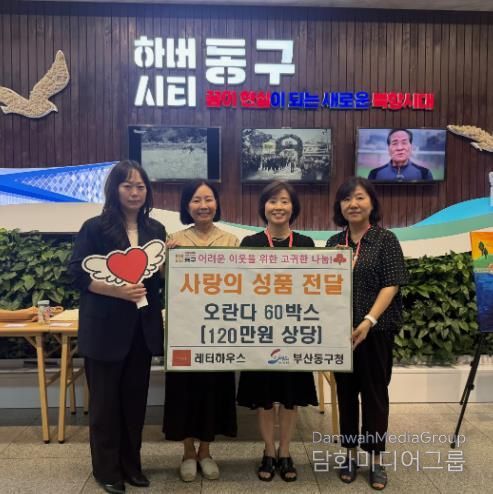 하버
시티
동구
꿈이 현실이 되는 새로운 북항시대
어려운 이웃을 위한 고귀한 나눔!
사랑의 성품 전달
오란다 60박스
[120만원 상당]
레터하우스
부산동구청
DamwahMediaGroup
담화미디어그룹